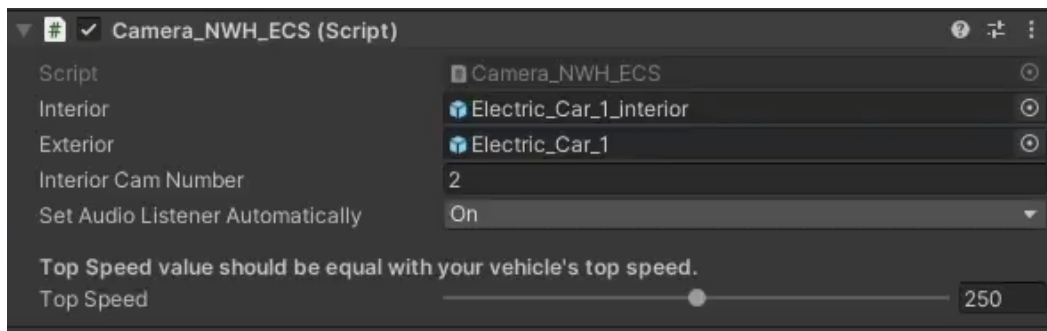 Camera_NWH_ECS (Script)
Script Camera_NWH_ECS
Interior Electric_Car_1_interior
Exterior Electric_Car_1
Interior Cam Number 2
Set Audio Listener Automatically On
Top Speed value should be equal with your vehicle's top speed.
Top Speed 250